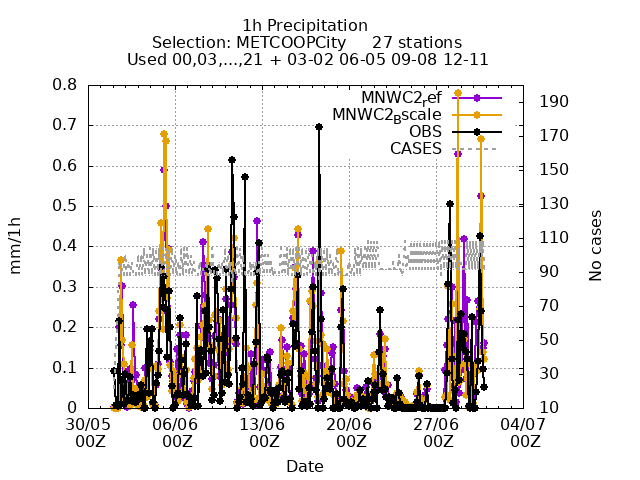 1h Precipitation
Selection: METCOOPCity 27 stations
Used 00,03,...,21 + 03-02 06-05 09-08 12-11
MNWC2_ref
MNWC2_Bscale
OBS
CASES
mm/1h
0.8
0.7
0.6
0.5
0.4
0.3
0.2
0.1
0
190
170
150
130
110
90
70
50
30
10
No cases
30/05 6/06 13/06 20/06 27/06 04/07
00Z 00Z 00Z 00Z 00Z 00Z
Date